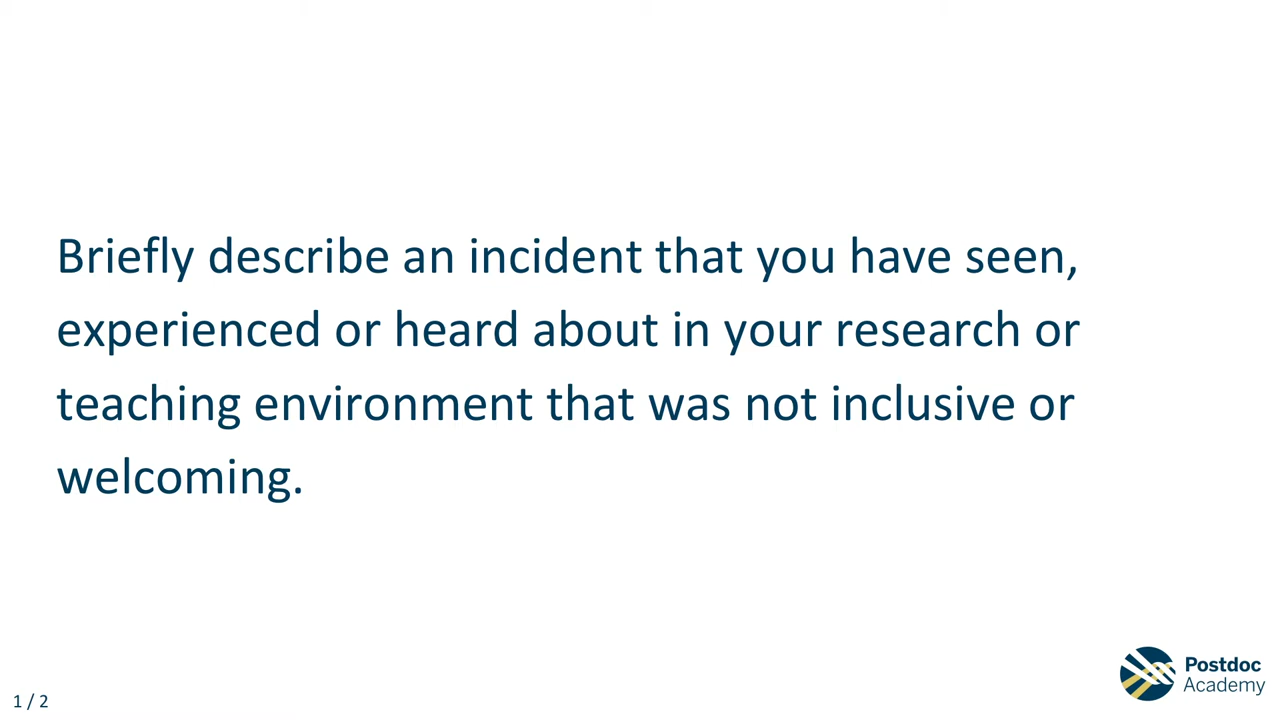 Briefly describe an incident that you have seen,
experienced or heard about in your research or
teaching environment that was not inclusive or
welcoming.
Postdoc
Academy
1 / 2